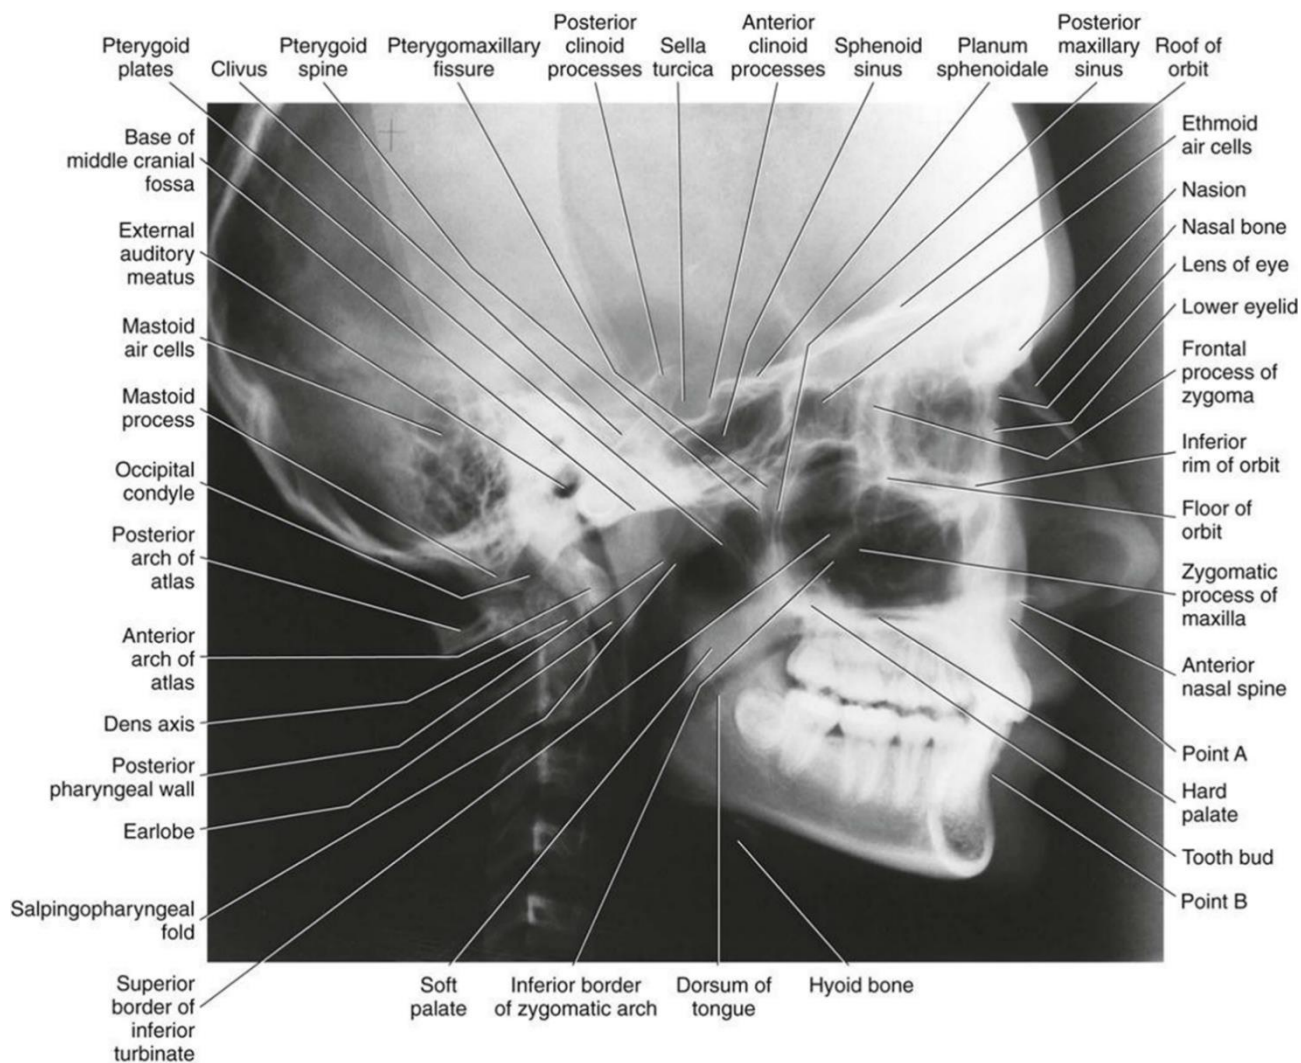 Pterygoid
plates
Clivus
Pterygoid
spine
Pterygomaxillary
fissure
Posterior
clinoid
processes
Sella
turcica
Anterior
clinoid
processes
Sphenoid
sinus
Planum
sphenoidale
Posterior
maxillary
sinus
Roof of
orbit
Base of
middle cranial
fossa
External
auditory
meatus
Mastoid
air cells
Mastoid
process
Occipital
condyle
Posterior
arch of
atlas
Anterior
arch of
atlas
Dens axis
Posterior
pharyngeal wall
Earlobe
Salpingopharyngeal
fold
Superior
border of
inferior
turbinate
Ethmoid
air cells
Nasion
Nasal bone
Lens of eye
Lower eyelid
Frontal
process of
zygoma
Inferior
rim of orbit
Floor of
orbit
Zygomatic
process of
maxilla
Anterior
nasal spine
Point A
Hard
palate
Tooth bud
Point B
Soft
palate
Inferior border
of zygomatic arch
Dorsum of
tongue
Hyoid bone